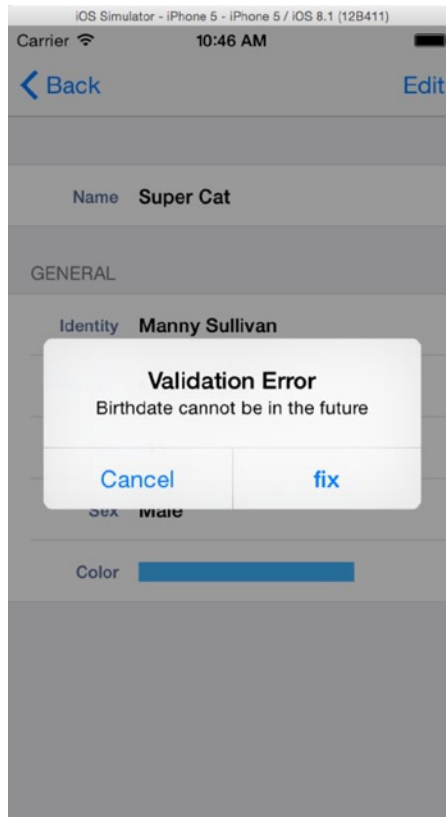 iOS Simulator - iPhone 5 - iPhone 5 / iOS 8.1 (12B411)
Carrier 10:46 AM
Back Edit
Name Super Cat
GENERAL
Identity Manny Sullivan
Validation Error
Birthdate cannot be in the future
Cancel fix
Sex Male
Color